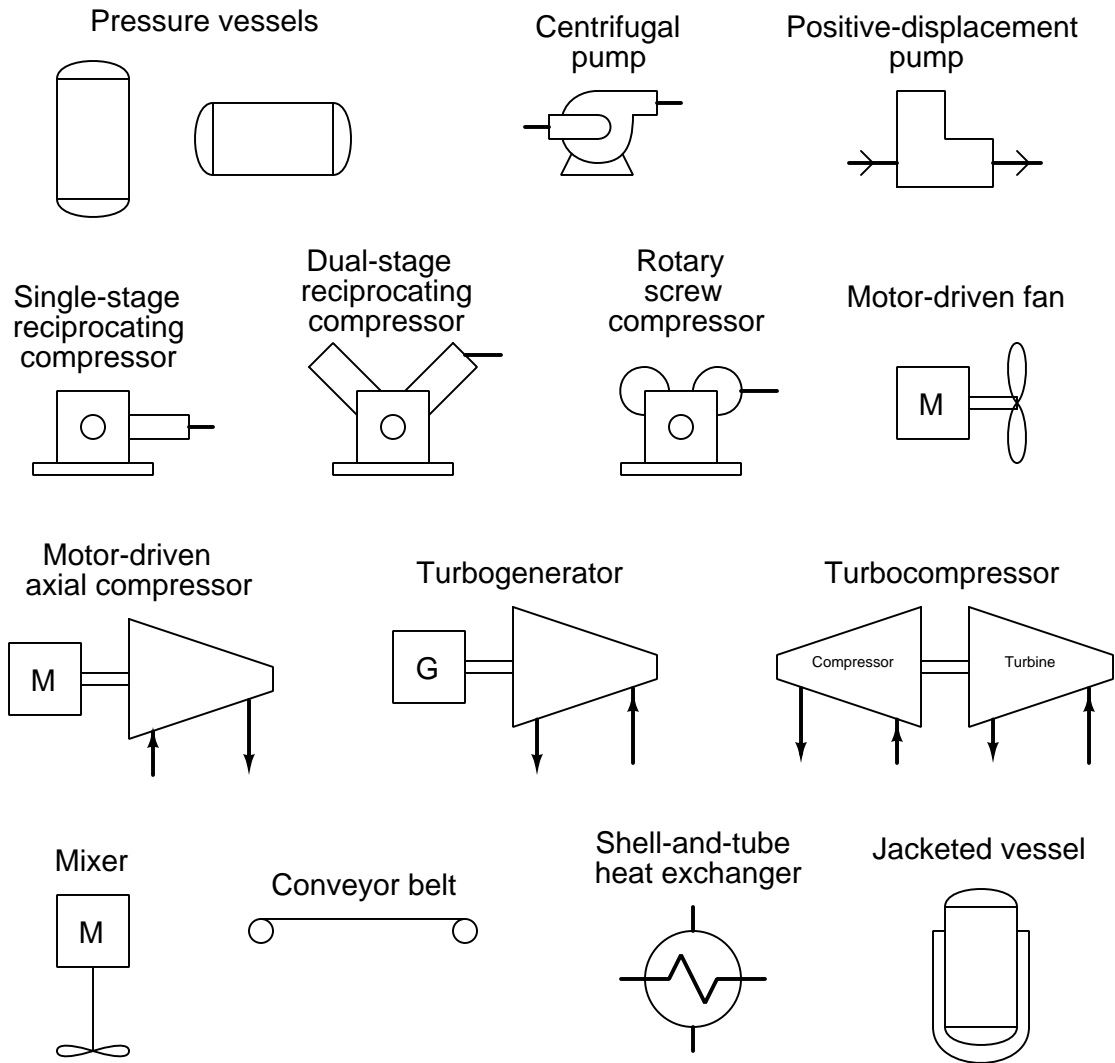 Pressure vessels
Centrifugal
pump
Positive-displacement
pump
Single-stage
reciprocating
compressor
Dual-stage
reciprocating
compressor
Rotary
screw
compressor
Motor-driven fan
M
Motor-driven
axial compressor
M
Turbogenerator
G
Turbocompressor
Compressor
Turbine
Mixer
M
Conveyor belt
Shell-and-tube
heat exchanger
Jacketed vessel